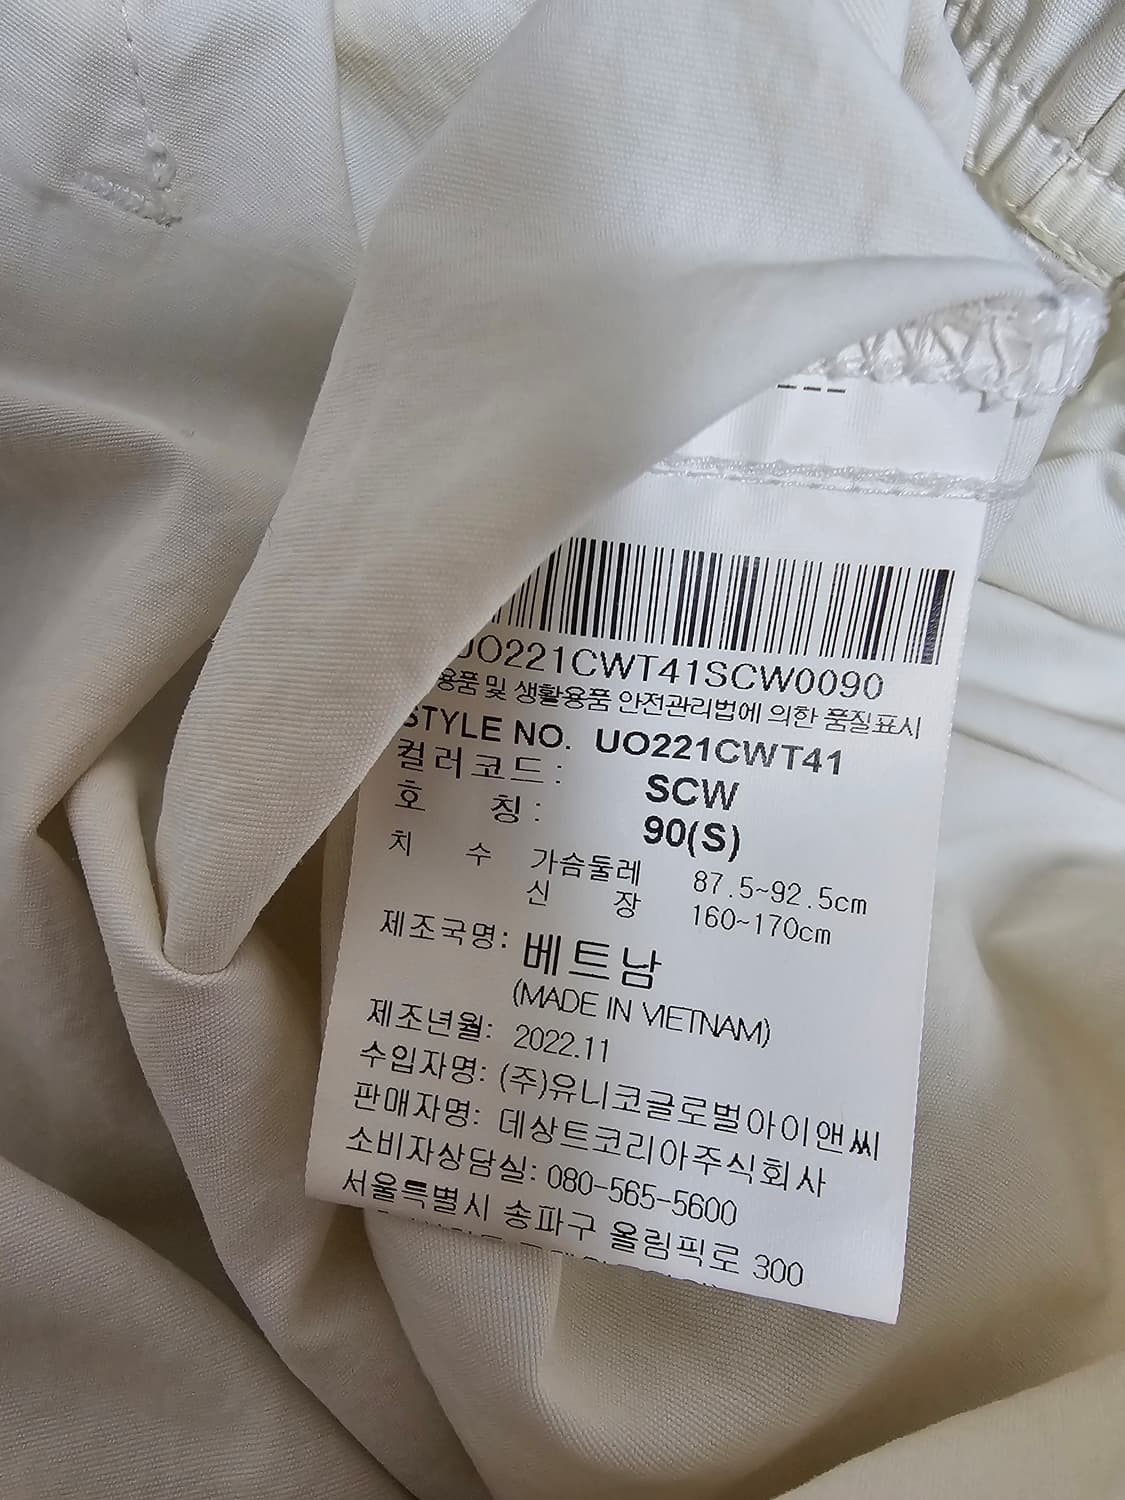 UO221CWT41SCW0090
용품 및 생활용품 안전관리법에 의한 품질표시
STYLE NO. UO221CWT41
컬러코드: SCW
호 칭: 90(S)
치 수 가슴둘레 87.5~92.5cm
신 장 160~170cm
제조국명: 베트남
(MADE IN VIETNAM)
제조년월: 2022.11
수입자명: (주)유니코글로벌아이앤씨
판매자명: 데상트코리아주식회사
소비자상담실: 080-565-5600
서울특별시 송파구 올림픽로 300